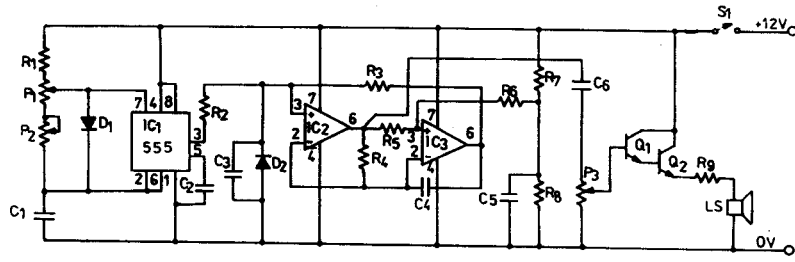 S1
+12V
R1
P1
P2
D1
7 4 8
IC1
555
3
5
2 6 1
C1
C2
R2
C3
D2
R3
3
7
IC2
6
2
4
R5
R4
3
7
IC3
6
2
4
C4
R6
R7
C5
R8
C6
P3
Q1
Q2
R9
LS
0V